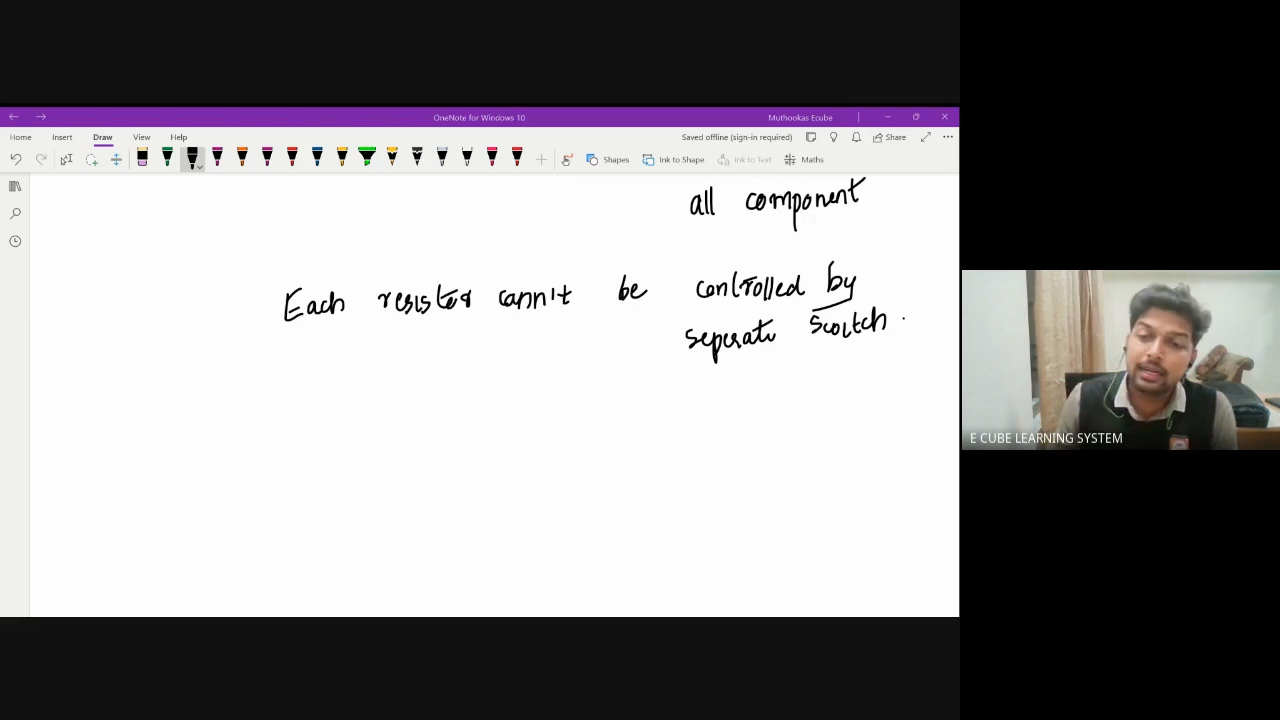 OneNote for Windows 10
Muthookas Ecube
Home Insert Draw View Help
Saved offline (sign-in required)
Share
Shapes
Ink to Shape
Ink to Text
Maths
all component
Each resister cann't be controlled by
seperate switch.
E CUBE LEARNING SYSTEM